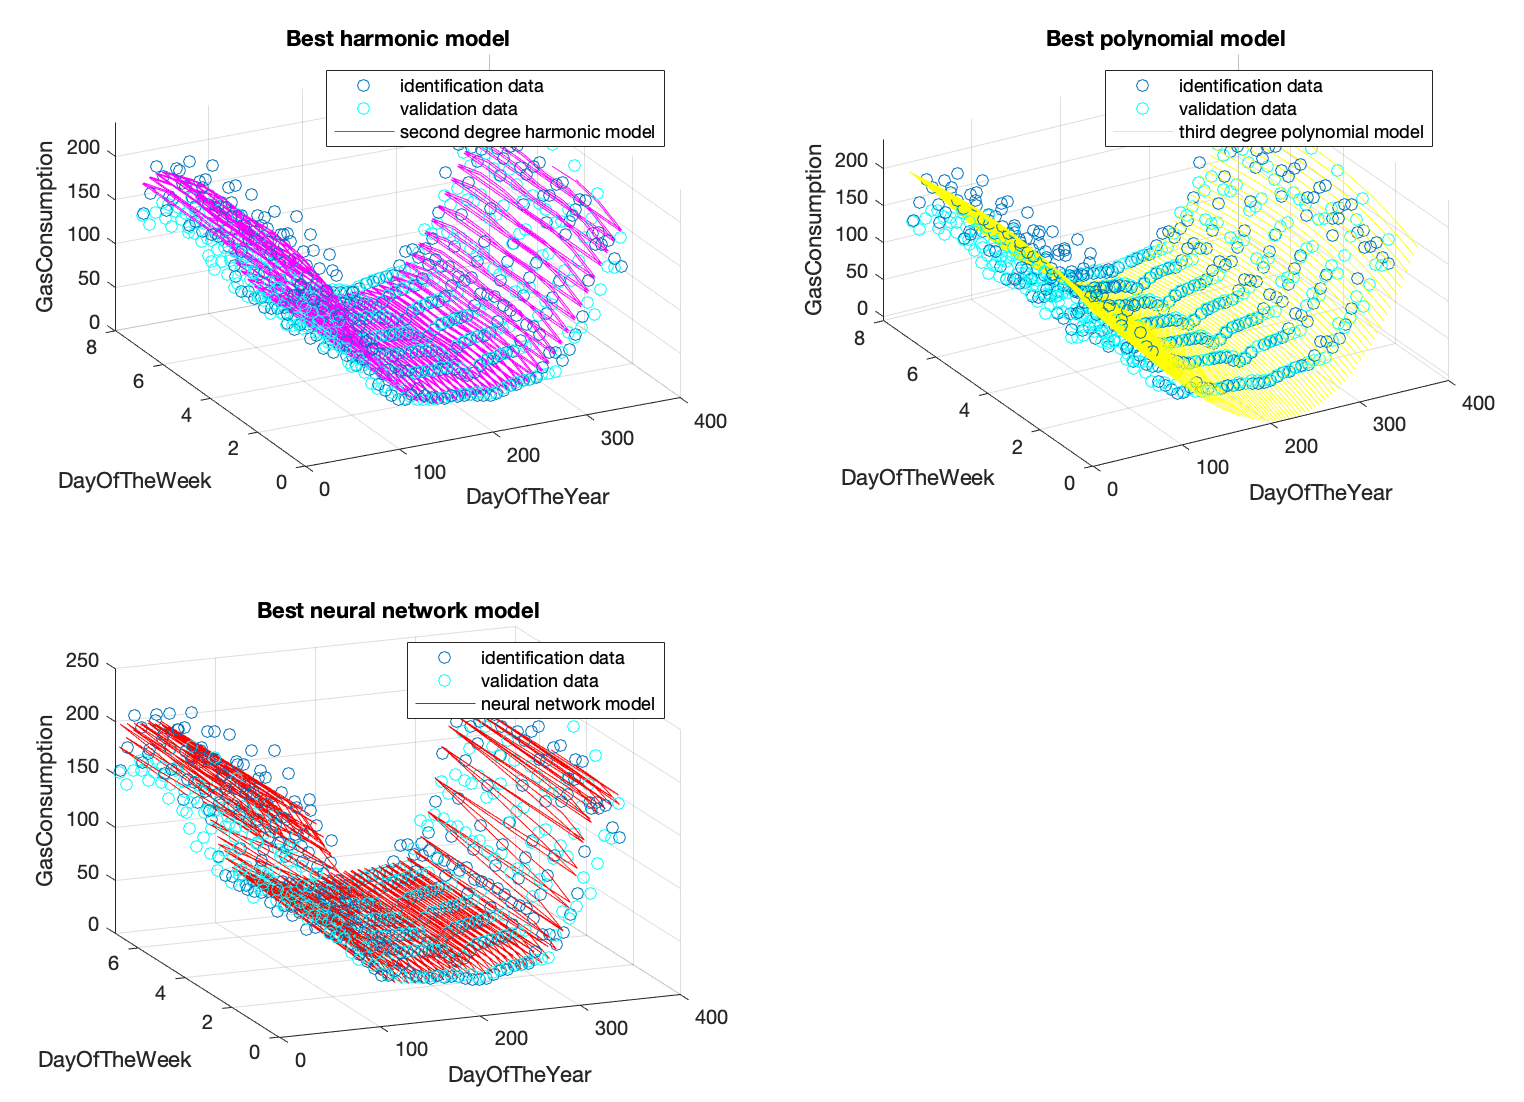 Best harmonic model
identification data
validation data
second degree harmonic model
GasConsumption
200
150
100
50
0
8
6
4
2
0
DayOfTheWeek
0
100
200
300
400
DayOfTheYear
Best polynomial model
identification data
validation data
third degree polynomial model
GasConsumption
200
150
100
50
0
8
6
4
2
0
DayOfTheWeek
0
100
200
300
400
DayOfTheYear
Best neural network model
identification data
validation data
neural network model
GasConsumption
250
200
150
100
50
0
6
4
2
0
DayOfTheWeek
0
100
200
300
400
DayOfTheYear